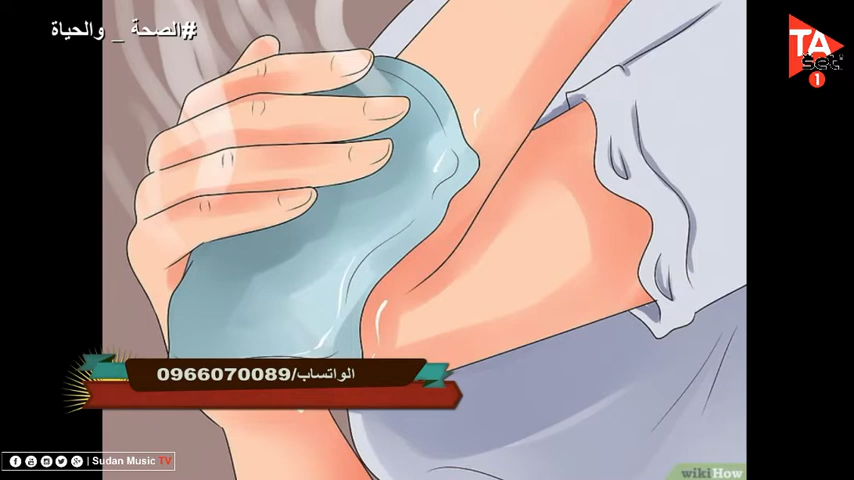 #الصحة _ والحياة
TA
set
1
الواتساب/0966070089
| Sudan Music TV
wikiHow